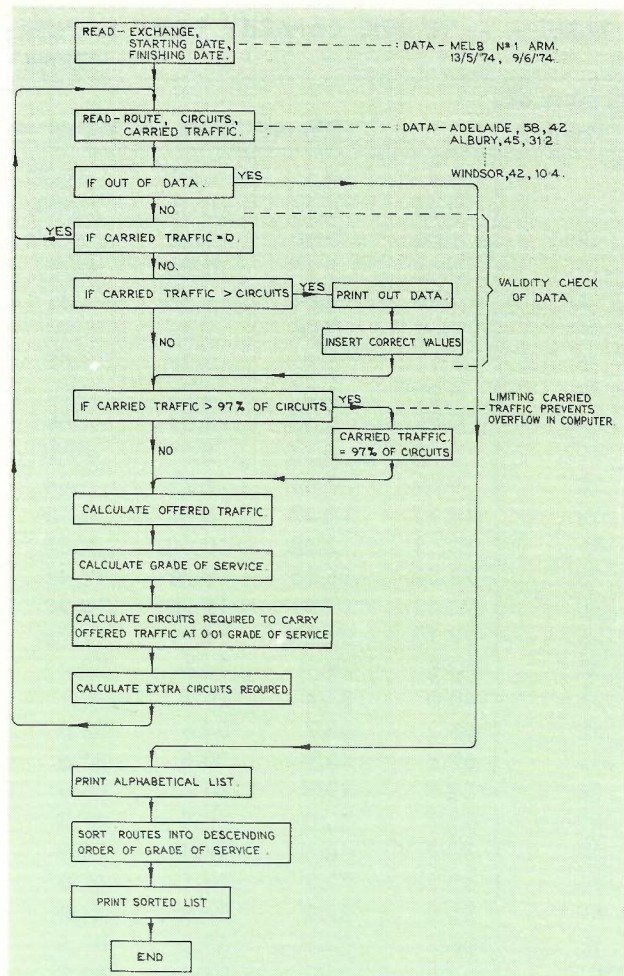 READ - EXCHANGE,
STARTING DATE,
FINISHING DATE.
DATA - MELB Nº 1 ARM.
13/5/'74, 9/6/'74.
READ - ROUTE, CIRCUITS,
CARRIED TRAFFIC.
DATA - ADELAIDE, 58, 42.
ALBURY, 45, 31·2
WINDSOR, 42, 10·4.
IF OUT OF DATA.
YES
NO.
YES
IF CARRIED TRAFFIC = 0.
NO.
IF CARRIED TRAFFIC > CIRCUITS
YES
PRINT OUT DATA.
VALIDITY CHECK
OF DATA
NO
INSERT CORRECT VALUES
IF CARRIED TRAFFIC > 97% OF CIRCUITS
YES
LIMITING CARRIED
TRAFFIC PREVENTS
OVERFLOW IN COMPUTER.
NO
CARRIED TRAFFIC.
= 97% OF CIRCUITS
CALCULATE OFFERED TRAFFIC.
CALCULATE GRADE OF SERVICE.
CALCULATE CIRCUITS REQUIRED TO CARRY
OFFERED TRAFFIC AT 0·01 GRADE OF SERVICE
CALCULATE EXTRA CIRCUITS REQUIRED.
PRINT ALPHABETICAL LIST.
SORT ROUTES INTO DESCENDING
ORDER OF GRADE OF SERVICE.
PRINT SORTED LIST
END